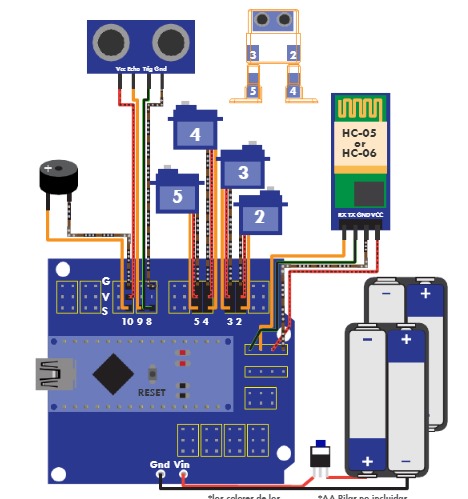 Vcc Echo Trig Gnd
3 2
5 4
4
3
5
2
HC-05
or
HC-06
RX TX GND VCC
+
G
V
S
10 9 8
5 4
3 2
RESET
- +
- +
+ -
Gnd Vin
*los colores de los
*AA Pilas no incluidas